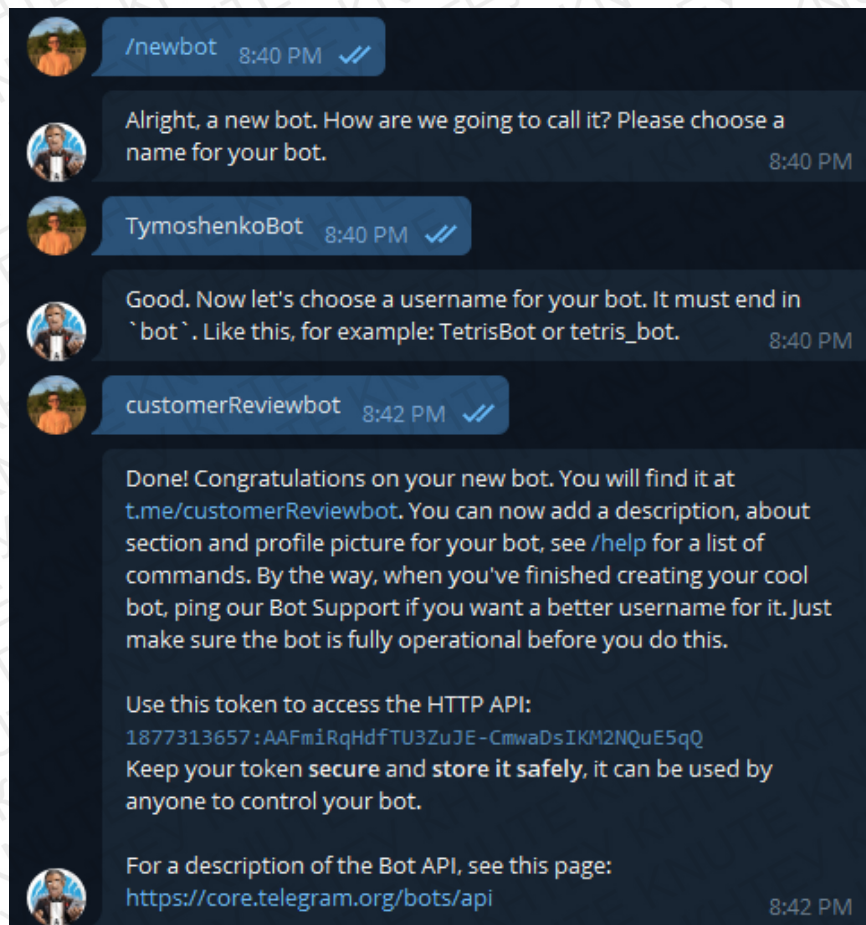 /newbot 8:40 PM
Alright, a new bot. How are we going to call it? Please choose a
name for your bot. 8:40 PM
TymoshenkoBot 8:40 PM
Good. Now let's choose a username for your bot. It must end in
`bot`. Like this, for example: TetrisBot or tetris_bot. 8:40 PM
customerReviewbot 8:42 PM
Done! Congratulations on your new bot. You will find it at
t.me/customerReviewbot. You can now add a description, about
section and profile picture for your bot, see /help for a list of
commands. By the way, when you've finished creating your cool
bot, ping our Bot Support if you want a better username for it. Just
make sure the bot is fully operational before you do this.
Use this token to access the HTTP API:
1877313657:AAFmiRqHdfTU3ZuJE-CmwaDsIKM2NQuE5qQ
Keep your token secure and store it safely, it can be used by
anyone to control your bot.
For a description of the Bot API, see this page:
https://core.telegram.org/bots/api 8:42 PM